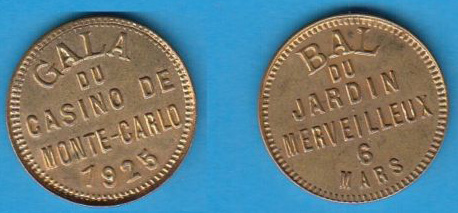 GALA
DU
CASINO DE
MONTE-CARLO
1925
BAL
DU
JARDIN
MERVEILLEUX
6
MARS